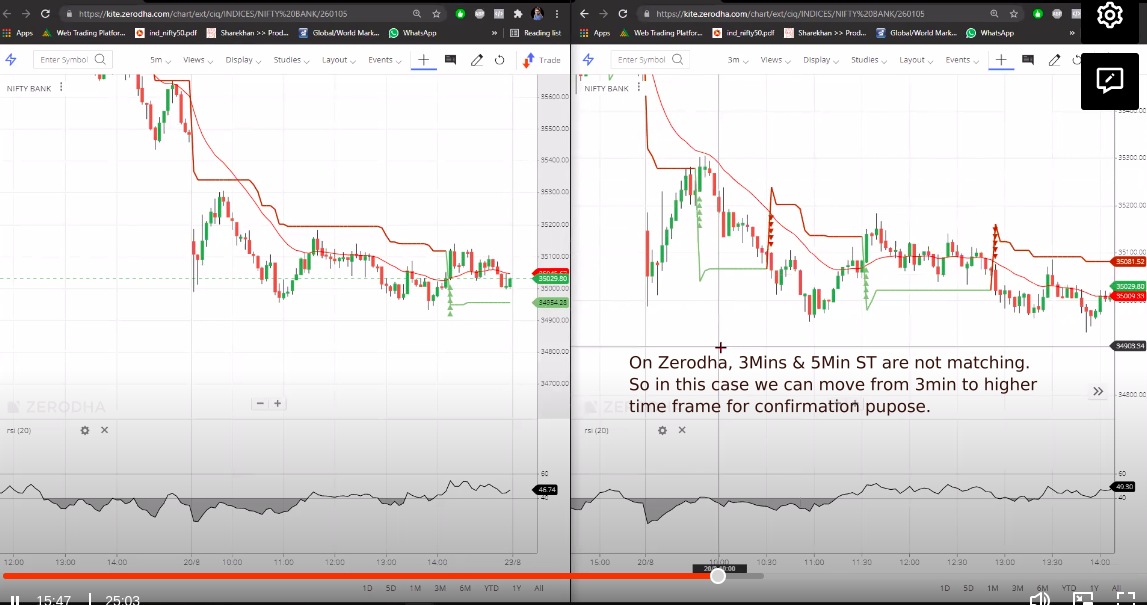 https://kite.zerodha.com/chart/ext/ciq/INDICES/NIFTY%20BANK/260105
Apps Web Trading Platfor... ind_nifty50.pdf Sharekhan >> Prod... Global/World Mark... WhatsApp » Reading list
Enter Symbol 5m Views Display Studies Layout Events Trade
NIFTY BANK
35600.00
35500.00
35400.00
35300.00
35200.00
35100.00
35029.80
35000.00
34954.23
34900.00
34800.00
34700.00
ZERODHA
rsi (20)
60
46.74
40
12:00 13:00 14:00 20/8 10:00 11:00 12:00 13:00 14:00 23/8
1D 5D 1M 3M 6M YTD 1Y All
https://kite.zerodha.com/chart/ext/ciq/INDICES/NIFTY%20BANK/260105
Apps Web Trading Platfor... ind_nifty50.pdf Sharekhan >> Prod... Global/World Mark... WhatsApp
Enter Symbol 3m Views Display Studies Layout Events
NIFTY BANK
35300.00
35200.00
35100.00
35081.52
35029.80
35009.33
34903.34
On Zerodha, 3Mins & 5Min ST are not matching.
So in this case we can move from 3min to higher
time frame for confirmation pupose.
34800.00
rsi (20)
60
49.30
40
15:00 20/8 10:00 10:30 11:00 11:30 12:00 12:30 13:00 13:30 14:00
1D 5D 1M 3M 6M YTD 1Y All
15:47 25:03